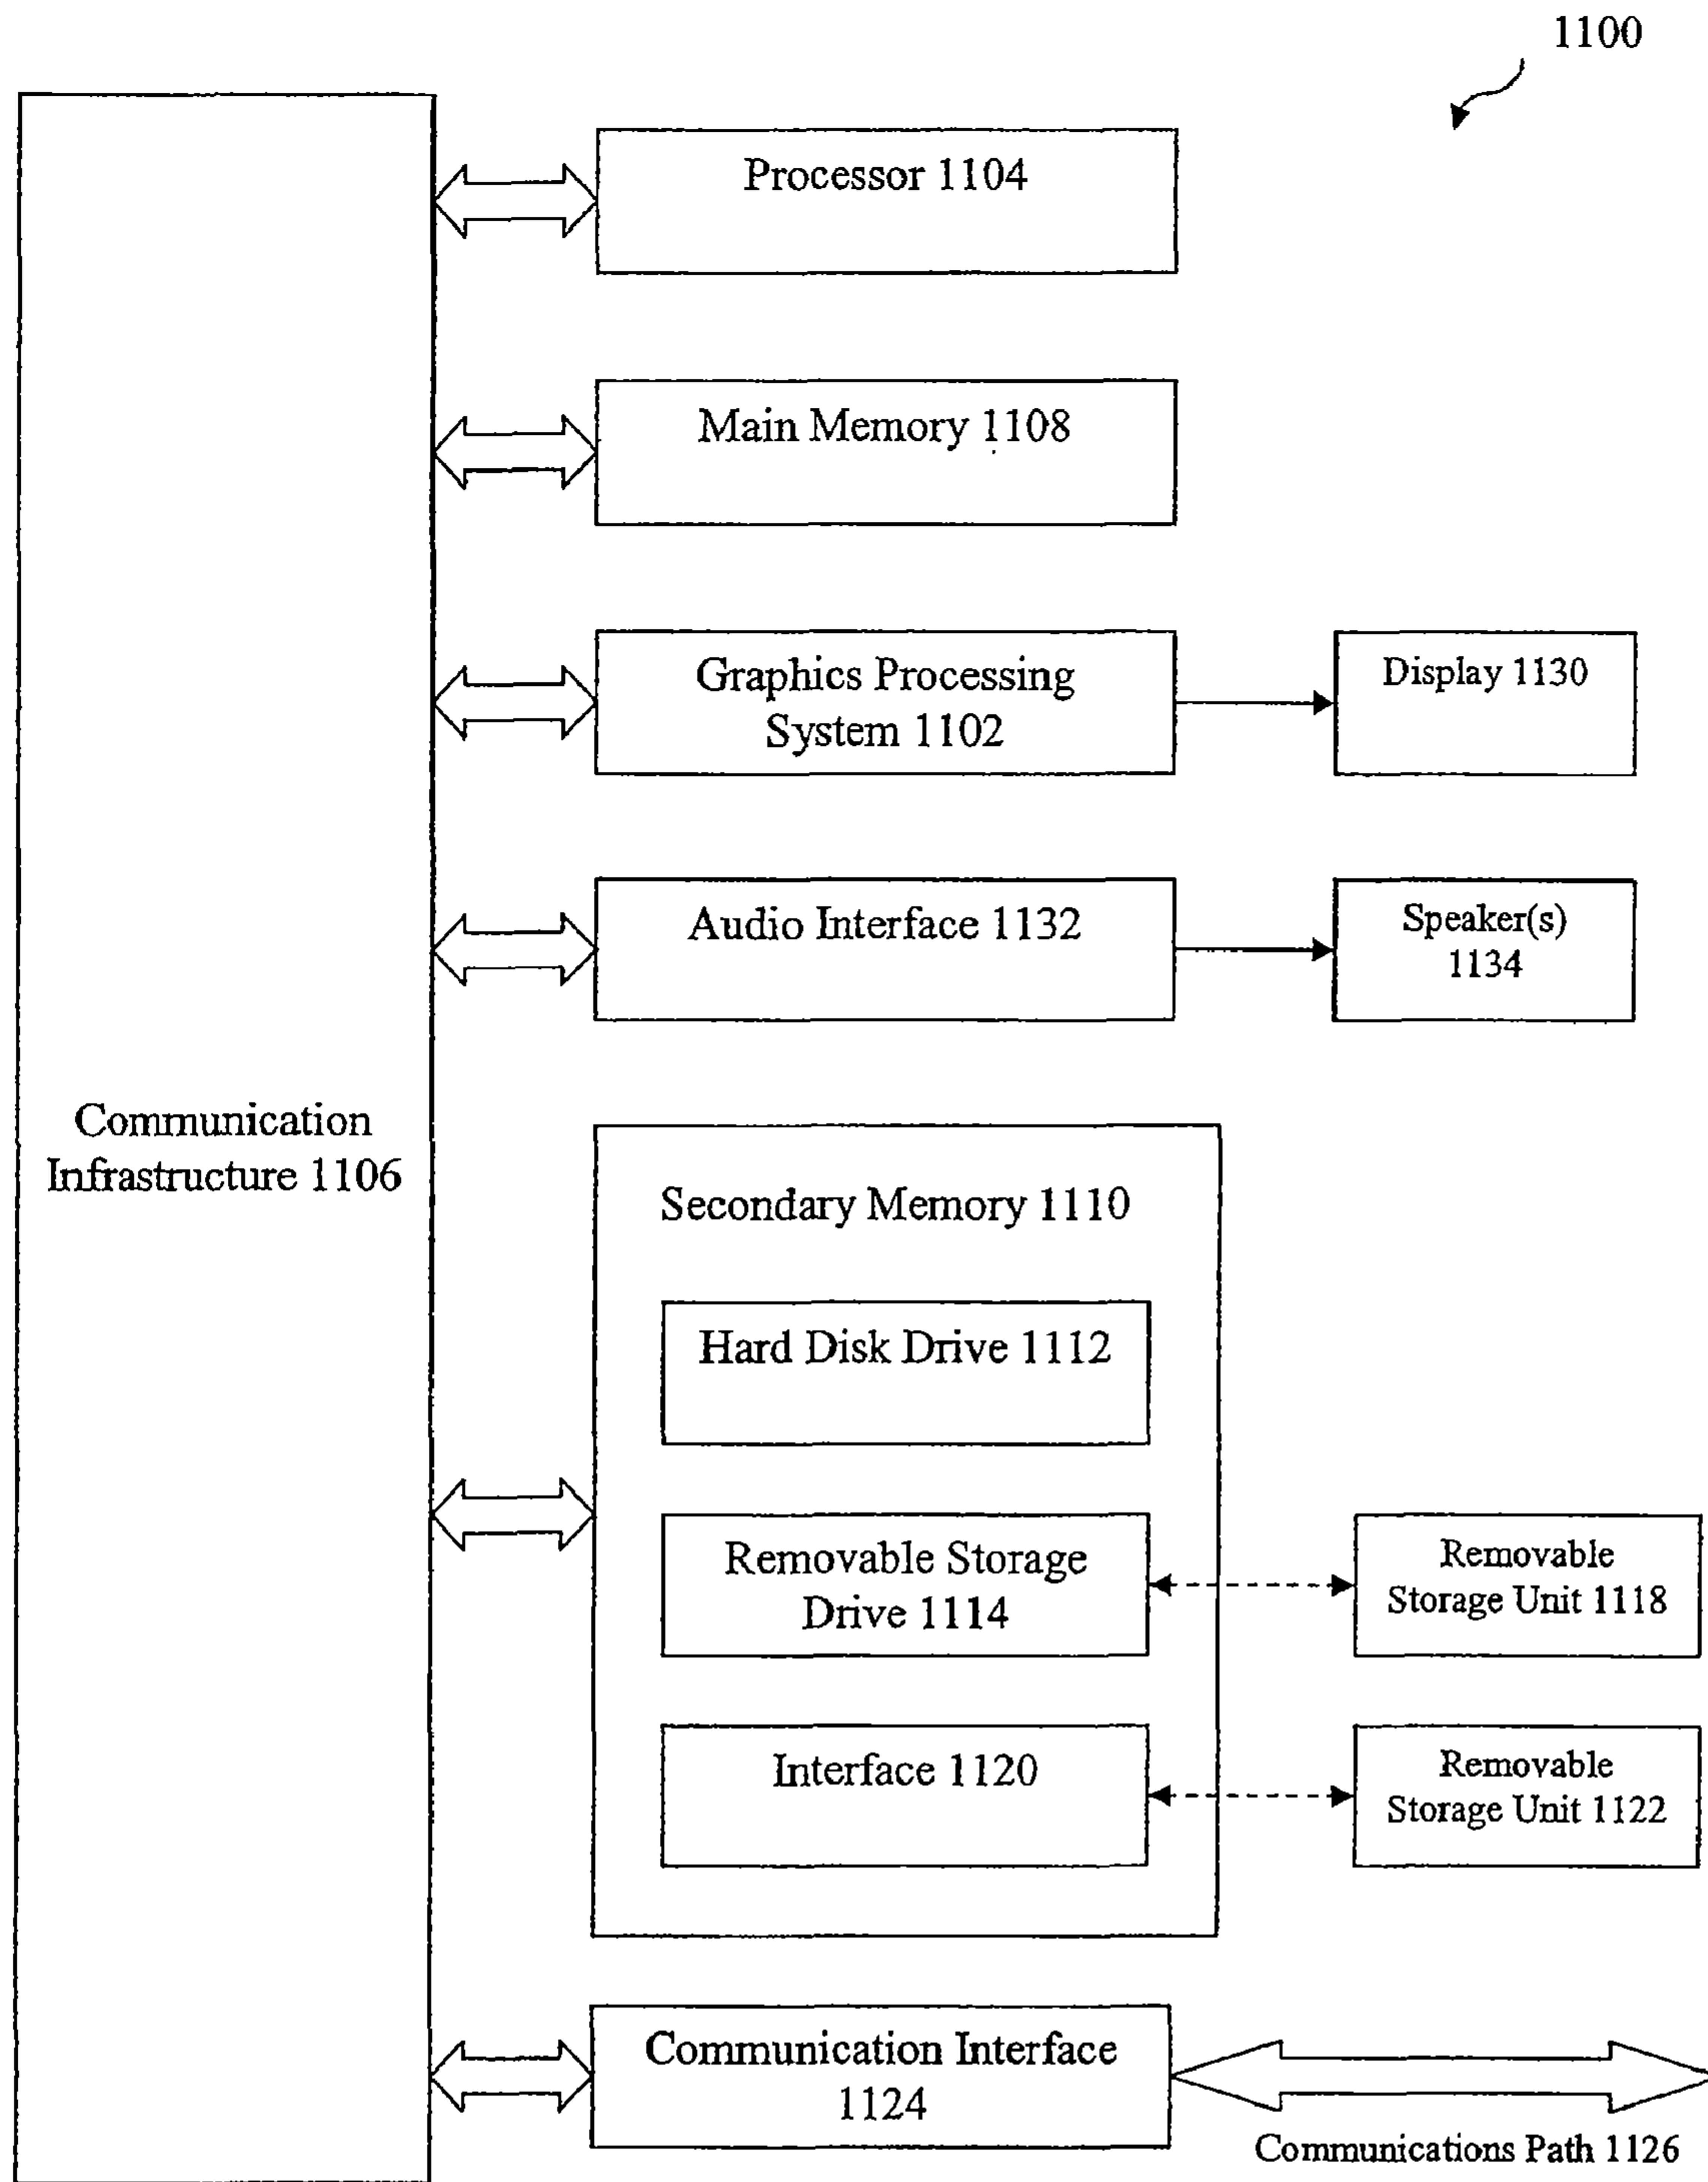 1100
Processor 1104
Main Memory 1108
Graphics Processing
System 1102
Display 1130
Audio Interface 1132
Speaker(s)
1134
Communication
Infrastructure 1106
Secondary Memory 1110
Hard Disk Drive 1112
Removable Storage
Drive 1114
Removable
Storage Unit 1118
Interface 1120
Removable
Storage Unit 1122
Communication Interface
1124
Communications Path 1126